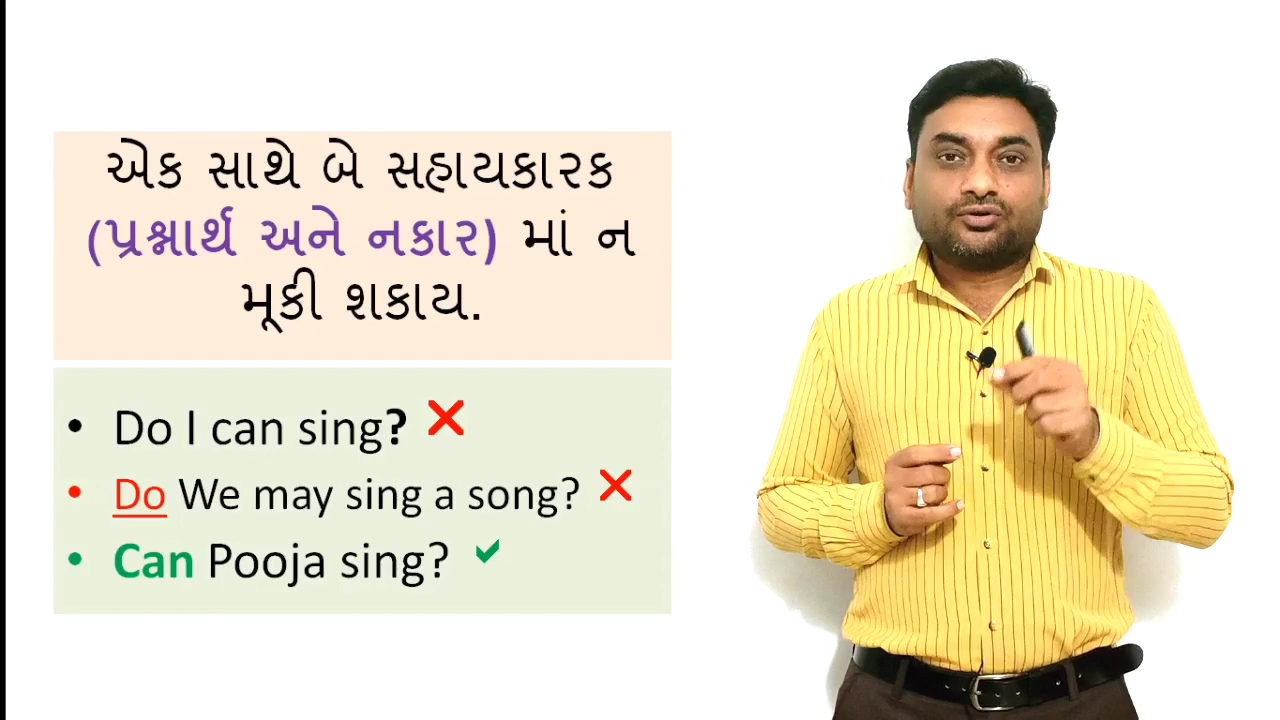 એક સાથે બે સહાયકારક
(પ્રશ્નાર્થ અને નકાર) માં ન
મૂકી શકાય.
• Do I can sing? ❌
• Do We may sing a song? ❌
• Can Pooja sing? ✔